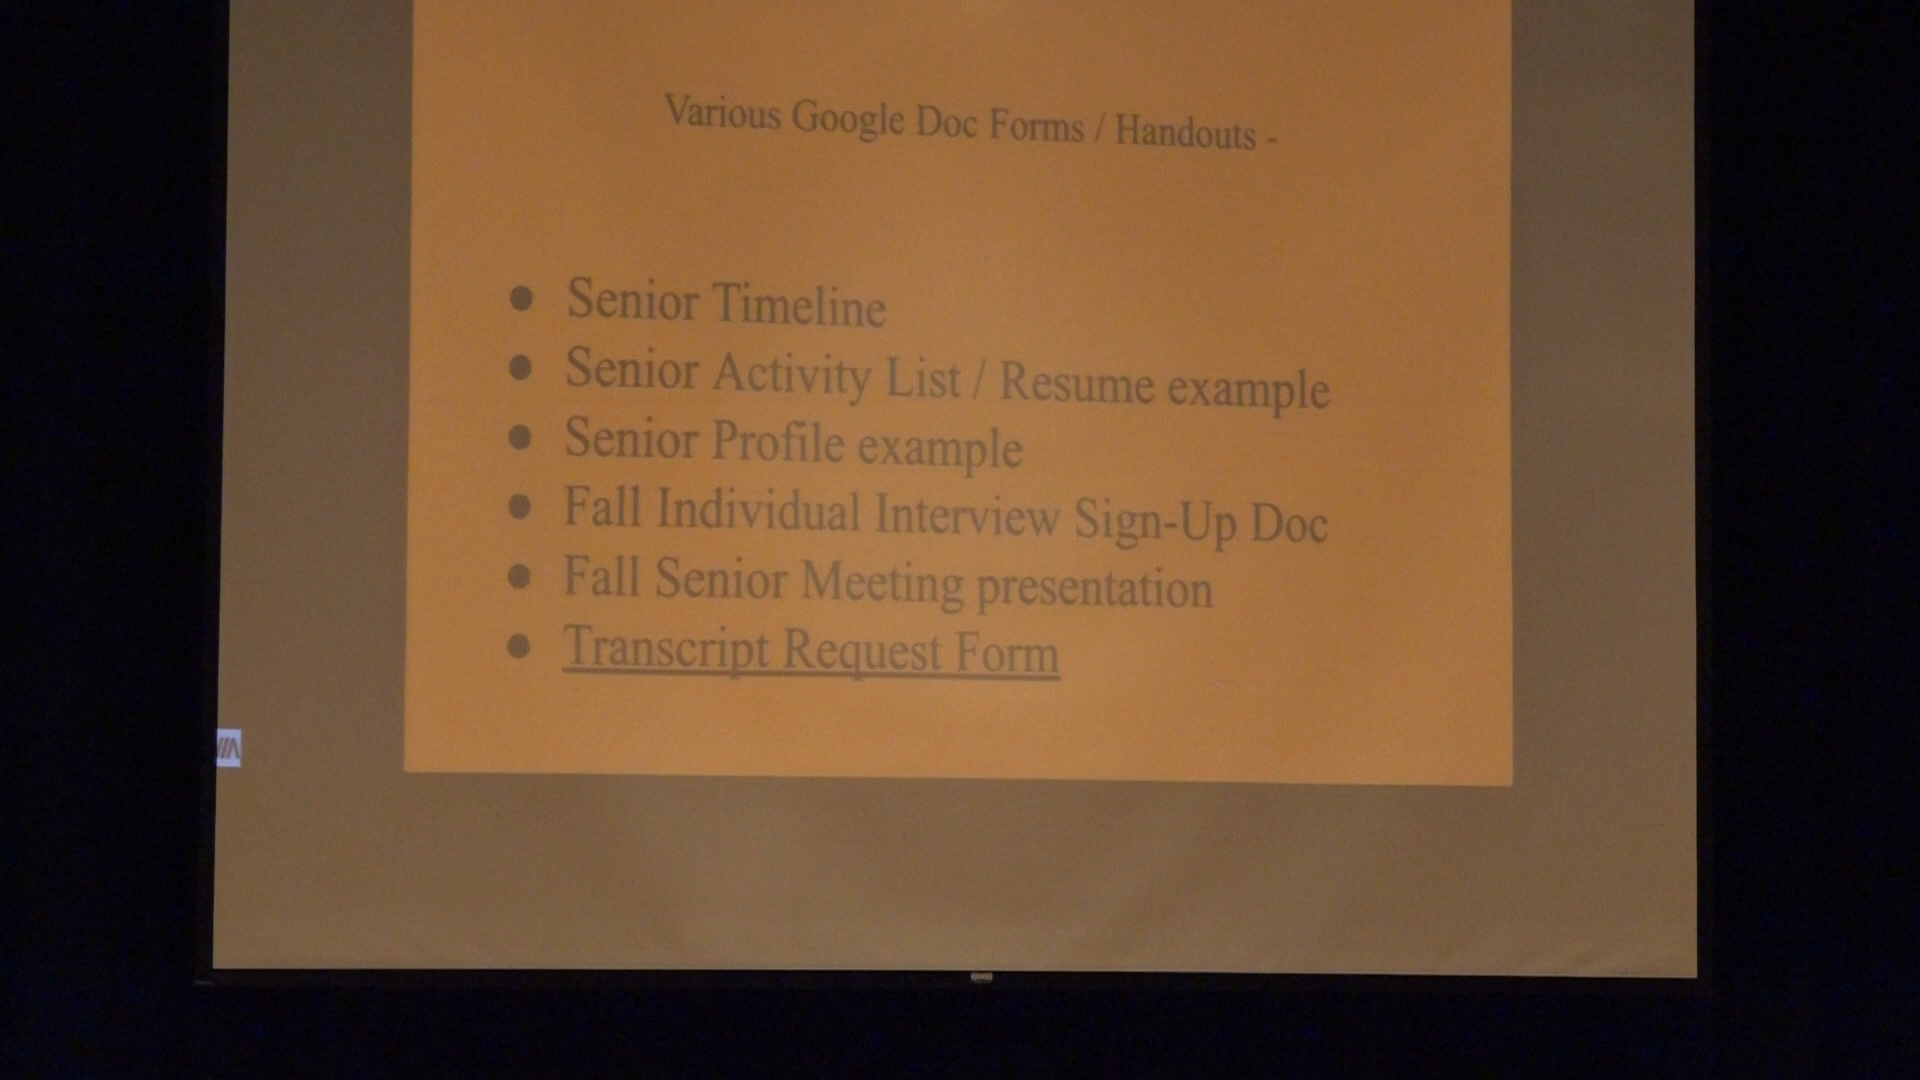 Various Google Doc Forms / Handouts -
● Senior Timeline
● Senior Activity List / Resume example
● Senior Profile example
● Fall Individual Interview Sign-Up Doc
● Fall Senior Meeting presentation
● Transcript Request Form